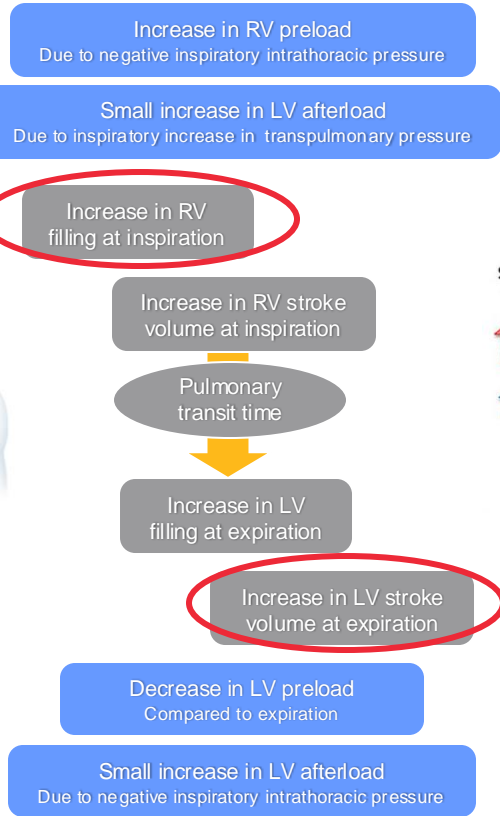 Increase in RV preload
Due to negative inspiratory intrathoracic pressure
Small increase in LV afterload
Due to inspiratory increase in transpulmonary pressure
Increase in RV
filling at inspiration
Increase in RV stroke
volume at inspiration
Pulmonary
transit time
Increase in LV
filling at expiration
Increase in LV stroke
volume at expiration
Decrease in LV preload
Compared to expiration
Small increase in LV afterload
Due to negative inspiratory intrathoracic pressure